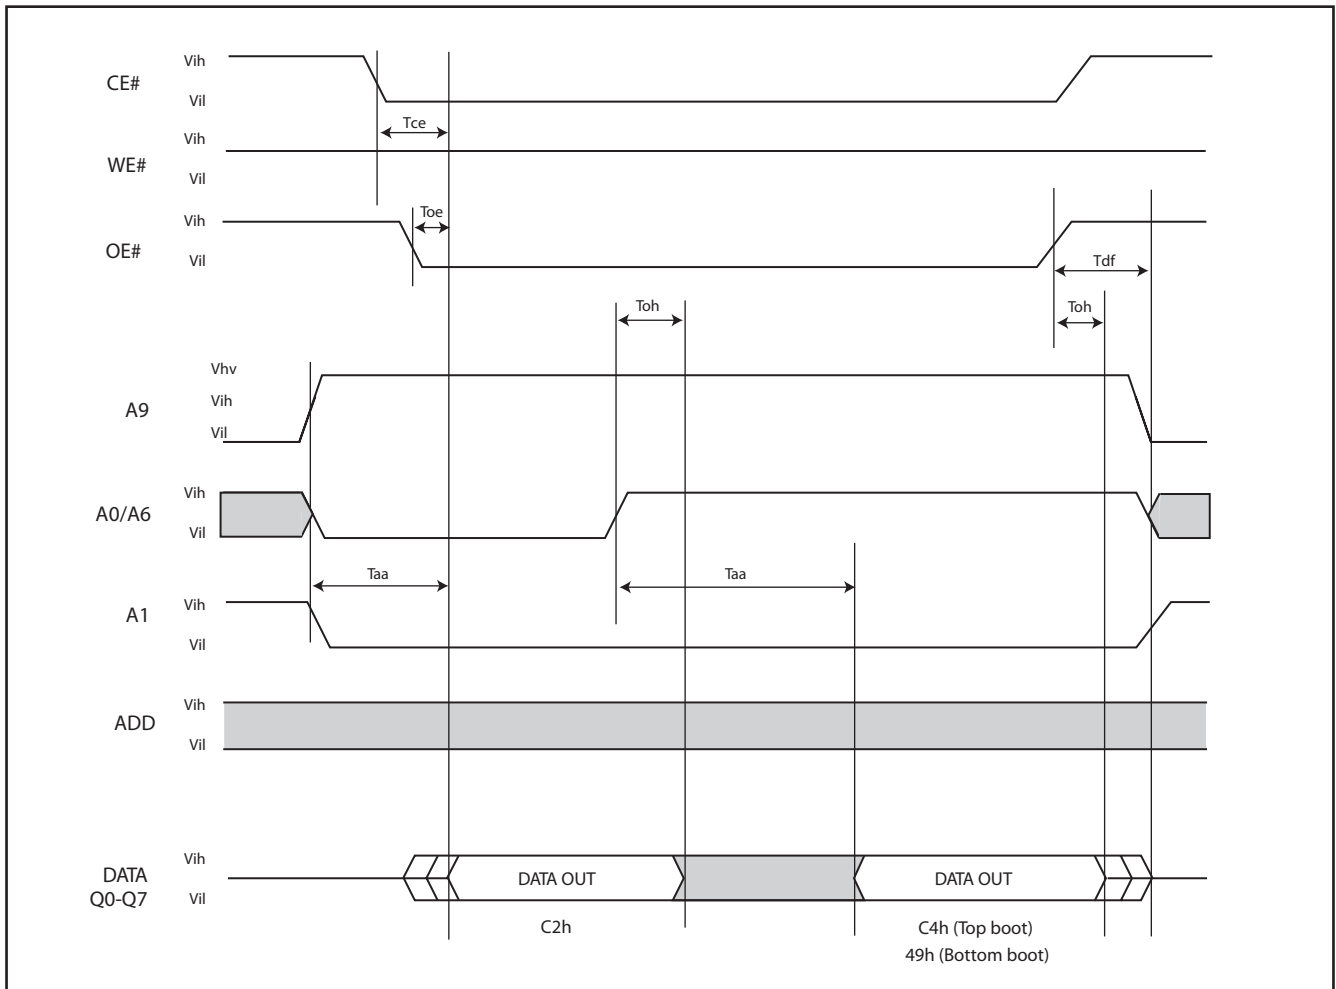 CE#
Vih
Vil
Tce
WE#
Vih
Vil
OE#
Vih
Vil
Toe
Tdf
Toh
Toh
A9
Vhv
Vih
Vil
A0/A6
Vih
Vil
Taa
Taa
A1
Vih
Vil
ADD
Vih
Vil
DATA
Q0-Q7
Vih
Vil
DATA OUT
DATA OUT
C2h
C4h (Top boot)
49h (Bottom boot)